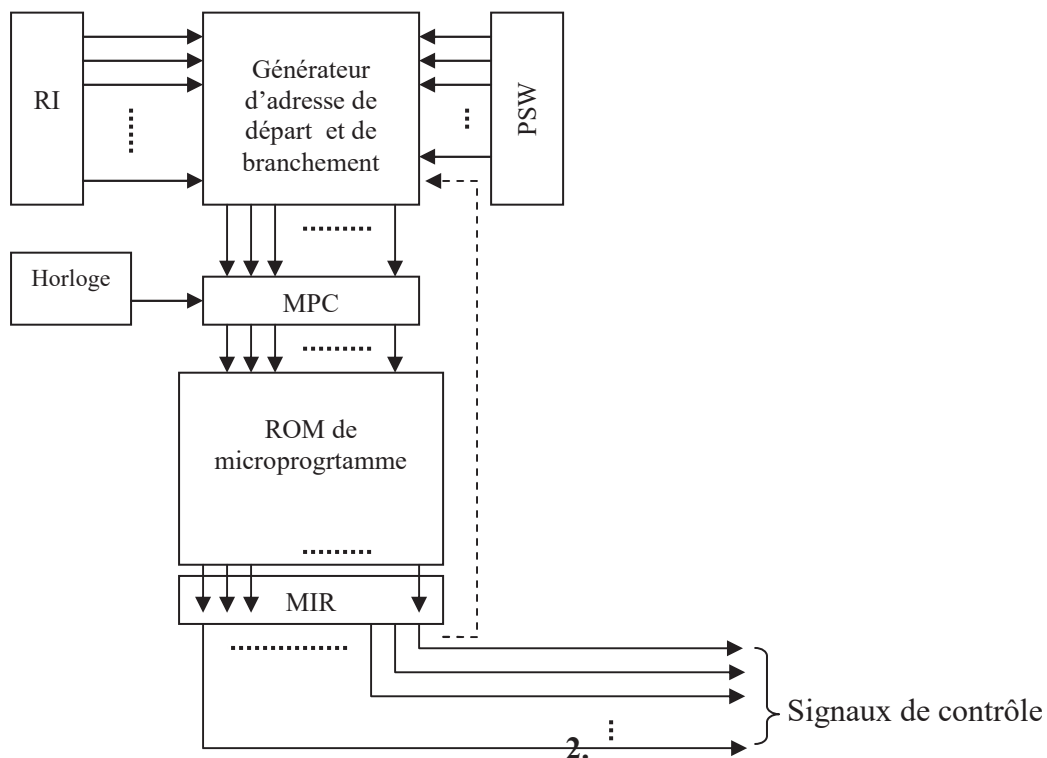 RI
Générateur
d'adresse de
départ et de
branchement
PSW
Horloge
MPC
ROM de
microprogrtamme
MIR
Signaux de contrôle
2.